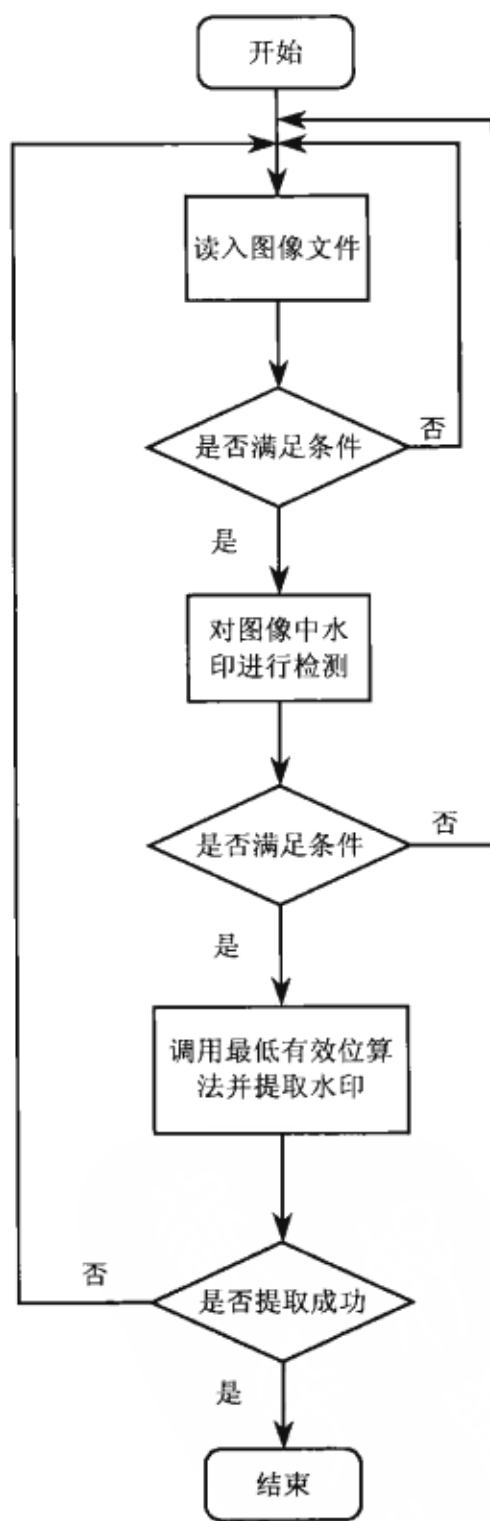 开始
读入图像文件
是否满足条件
否
是
对图像中水
印进行检测
是否满足条件
否
是
调用最低有效位算
法并提取水印
是否提取成功
否
是
结束